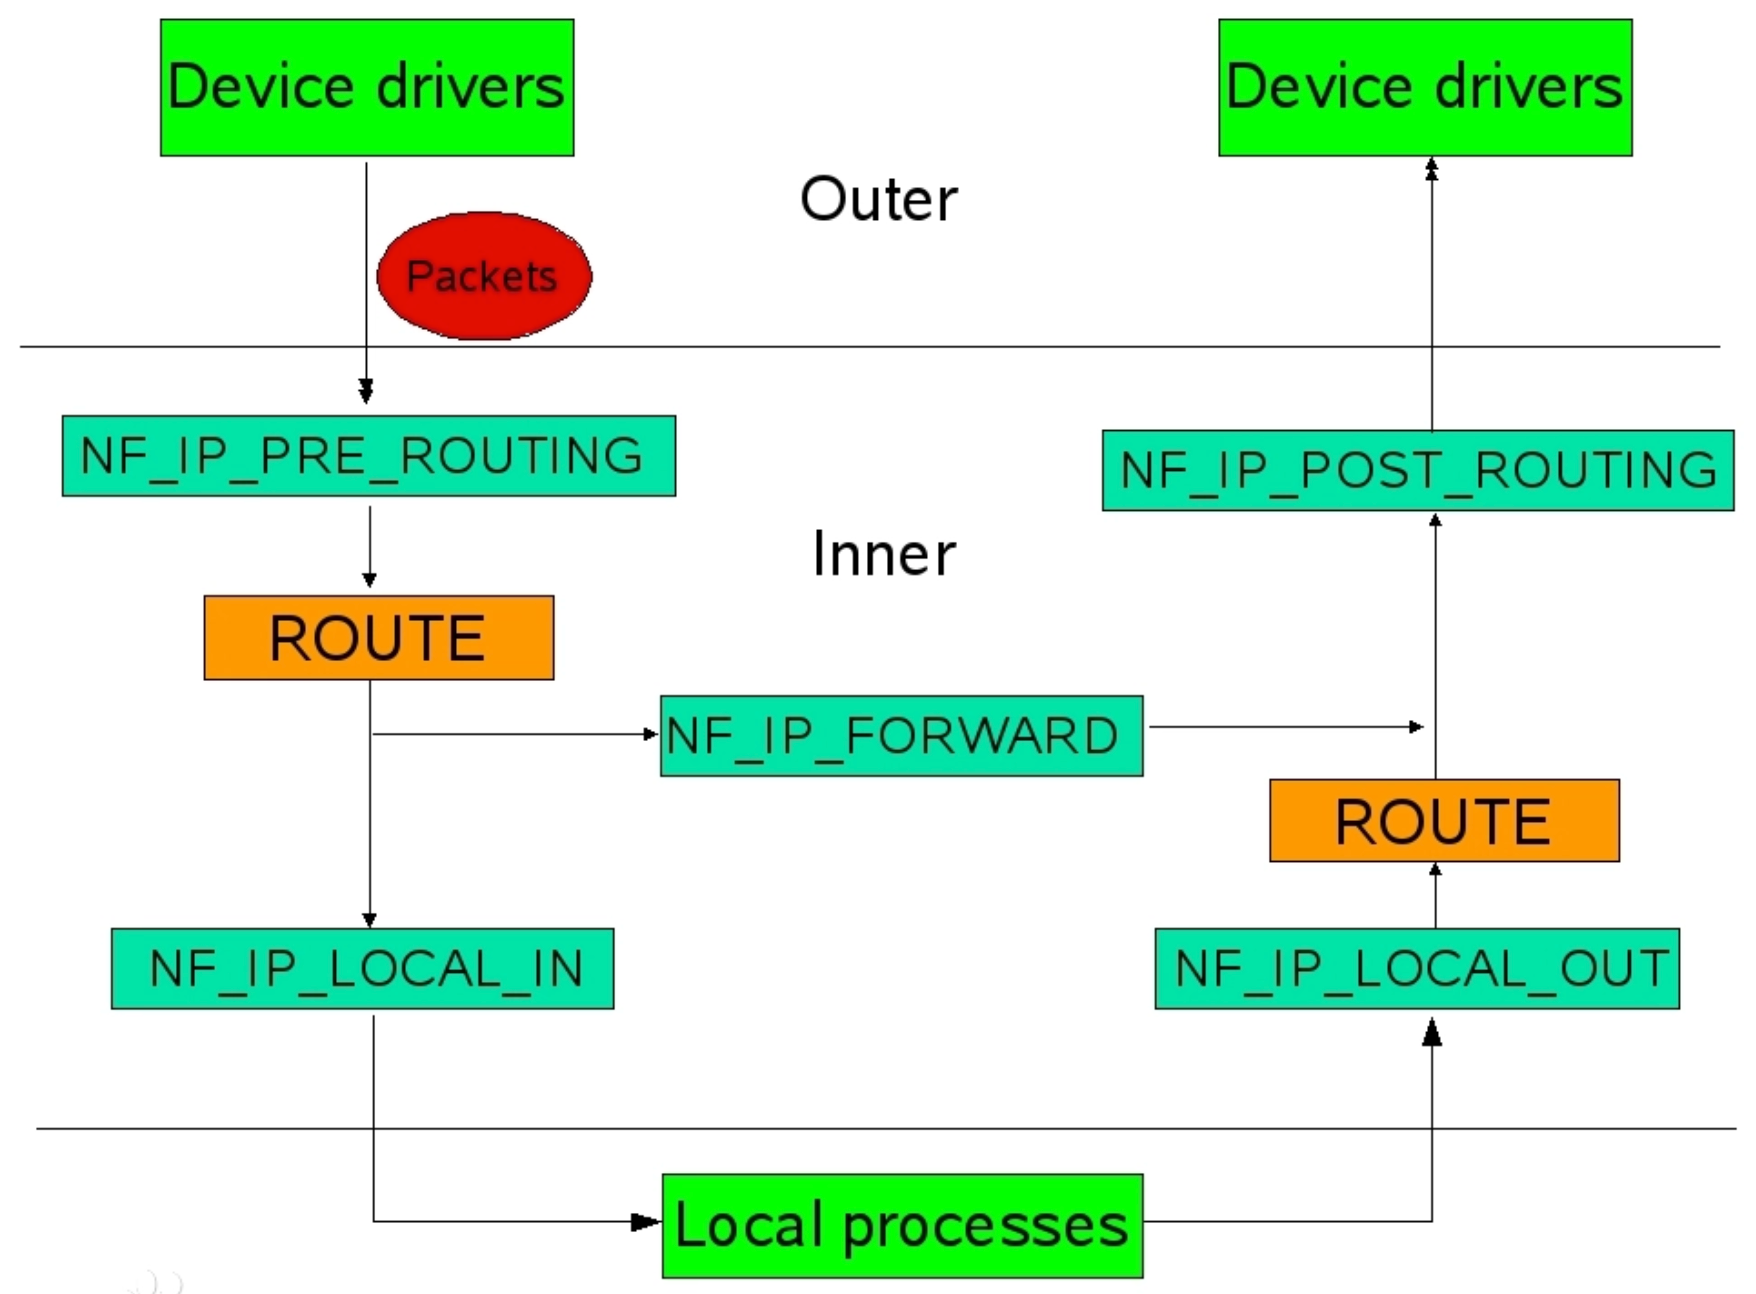 Device drivers
Device drivers
Outer
Packets
NF_IP_PRE_ROUTING
NF_IP_POST_ROUTING
Inner
ROUTE
NF_IP_FORWARD
ROUTE
NF_IP_LOCAL_IN
NF_IP_LOCAL_OUT
Local processes